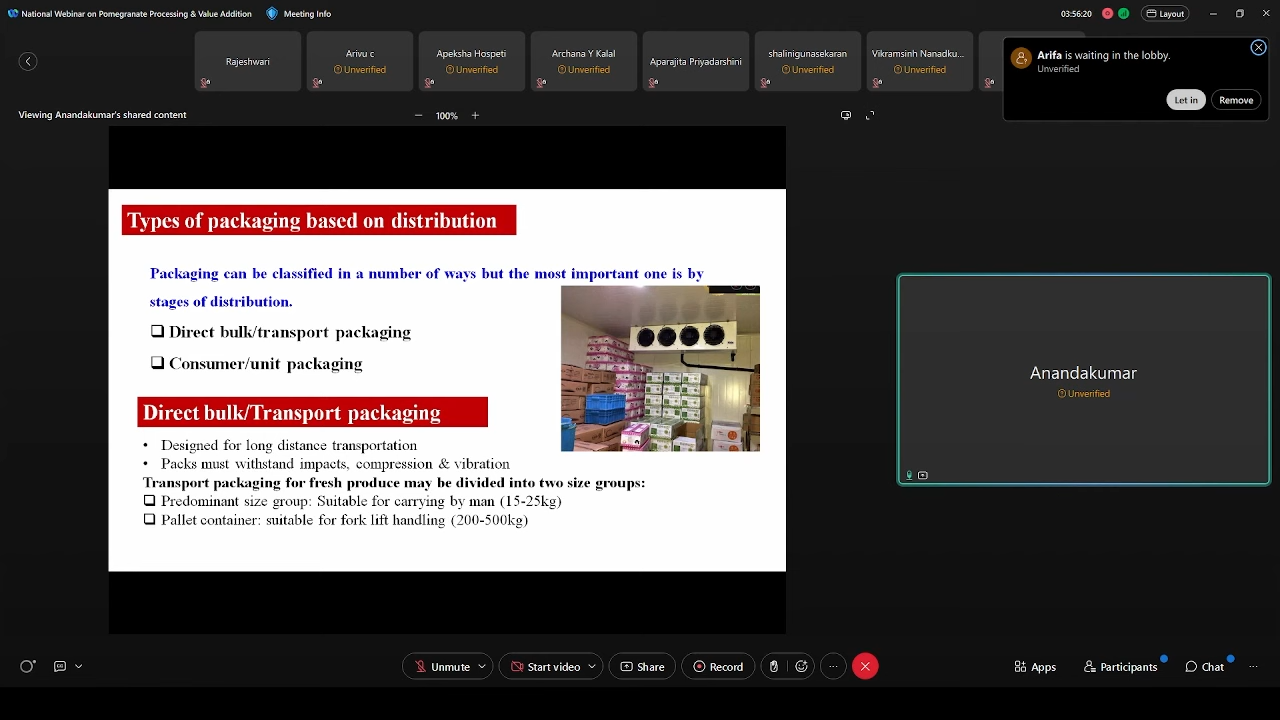 National Webinar on Pomegranate Processing & Value Addition
Meeting Info
03:56:20
Layout
Rajeshwari
Arivu c
Unverified
Apeksha Hospeti
Unverified
Archana Y Kalal
Unverified
Aparajita Priyadarshini
shalinigunasekaran
Unverified
Vikramsinh Nanadku...
Unverified
Arifa is waiting in the lobby.
Unverified
Let in
Remove
Viewing Anandakumar's shared content
100%
Types of packaging based on distribution
Packaging can be classified in a number of ways but the most important one is by
stages of distribution.
❑ Direct bulk/transport packaging
❑ Consumer/unit packaging
Direct bulk/Transport packaging
• Designed for long distance transportation
• Packs must withstand impacts, compression & vibration
Transport packaging for fresh produce may be divided into two size groups:
❑ Predominant size group: Suitable for carrying by man (15-25kg)
❑ Pallet container: suitable for fork lift handling (200-500kg)
Anandakumar
Unverified
Unmute
Start video
Share
Record
Apps
Participants
Chat